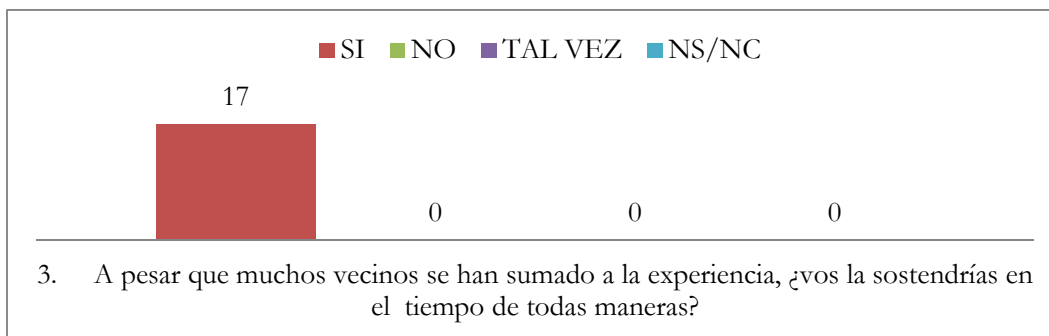 SI NO TAL VEZ NS/NC
17
0 0 0
3. A pesar que muchos vecinos se han sumado a la experiencia, ¿vos la sostendrías en
el tiempo de todas maneras?